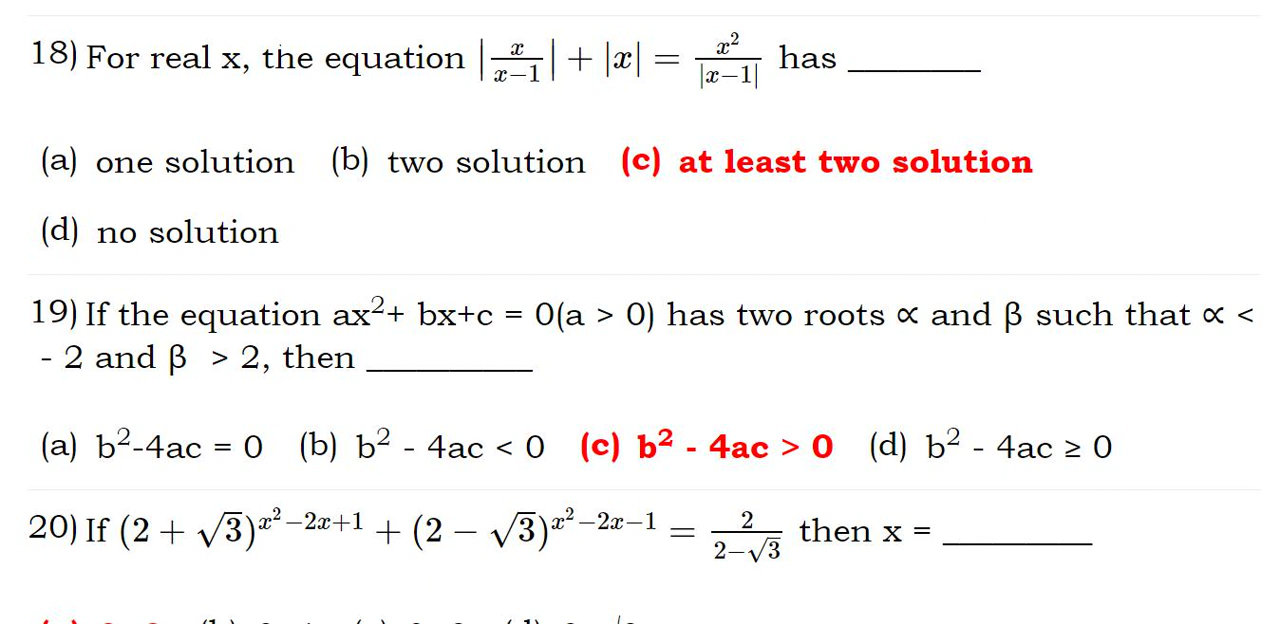 18) For real x, the equation |x/(x−1)| + |x| = x²/|x−1| has ________
(a) one solution (b) two solution (c) at least two solution
(d) no solution
19) If the equation ax²+ bx+c = 0(a > 0) has two roots ∝ and β such that ∝ <
- 2 and β > 2, then __________
(a) b²-4ac = 0 (b) b² - 4ac < 0 (c) b² - 4ac > 0 (d) b² - 4ac ≥ 0
20) If (2 + √3)^(x²−2x+1) + (2 − √3)^(x²−2x−1) = 2/(2−√3) then x = _________